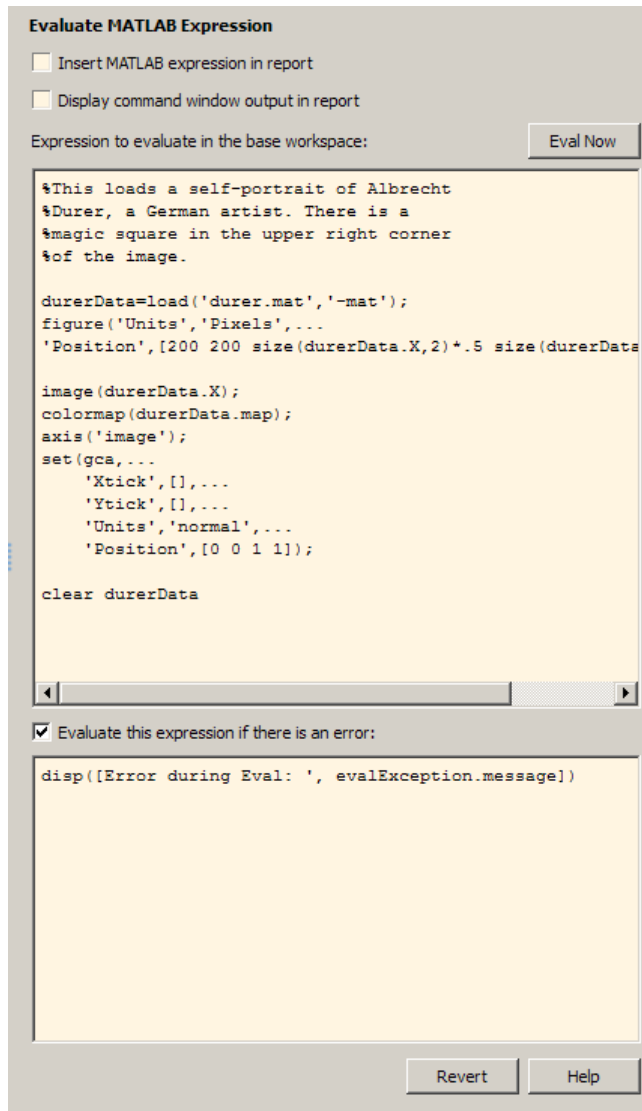 Evaluate MATLAB Expression
Insert MATLAB expression in report
Display command window output in report
Expression to evaluate in the base workspace:
Eval Now
%This loads a self-portrait of Albrecht
%Durer, a German artist. There is a
%magic square in the upper right corner
%of the image.
durerData=load('durer.mat','-mat');
figure('Units','Pixels',...
'Position',[200 200 size(durerData.X,2)*.5 size(durerData
image(durerData.X);
colormap(durerData.map);
axis('image');
set(gca,...
    'Xtick',[],...
    'Ytick',[],...
    'Units','normal',...
    'Position',[0 0 1 1]);
clear durerData
Evaluate this expression if there is an error:
disp([Error during Eval: ', evalException.message])
Revert
Help